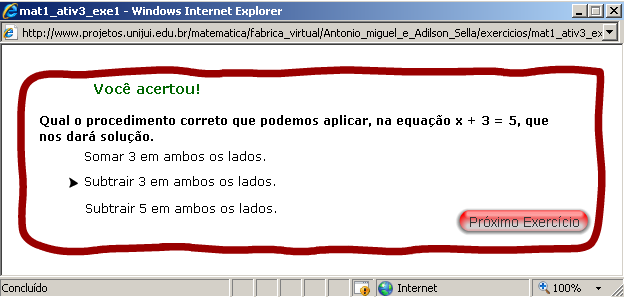 mat1_ativ3_exe1 - Windows Internet Explorer
http://www.projetos.unijui.edu.br/matematica/fabrica_virtual/Antonio_miguel_e_Adilson_Sella/exercicios/mat1_ativ3_ex
Você acertou!
Qual o procedimento correto que podemos aplicar, na equação x + 3 = 5, que
nos dará solução.
Somar 3 em ambos os lados.
Subtrair 3 em ambos os lados.
Subtrair 5 em ambos os lados.
Próximo Exercício
Concluído
Internet
100%